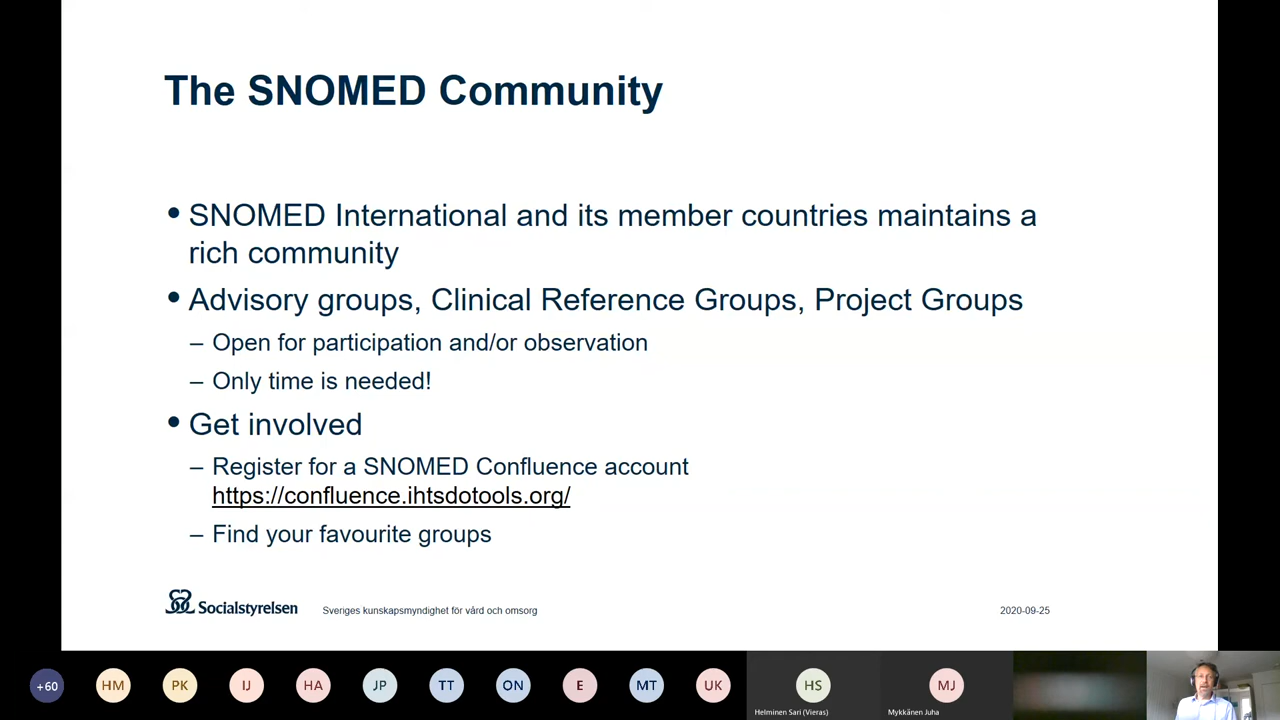 The SNOMED Community
• SNOMED International and its member countries maintains a
rich community
• Advisory groups, Clinical Reference Groups, Project Groups
– Open for participation and/or observation
– Only time is needed!
• Get involved
– Register for a SNOMED Confluence account
https://confluence.ihtsdotools.org/
– Find your favourite groups
Socialstyrelsen Sveriges kunskapsmyndighet för vård och omsorg 2020-09-25
+60 HM PK IJ HA JP TT ON E MT UK HS MJ
Helminen Sari (Vieras) Mykkänen Juha